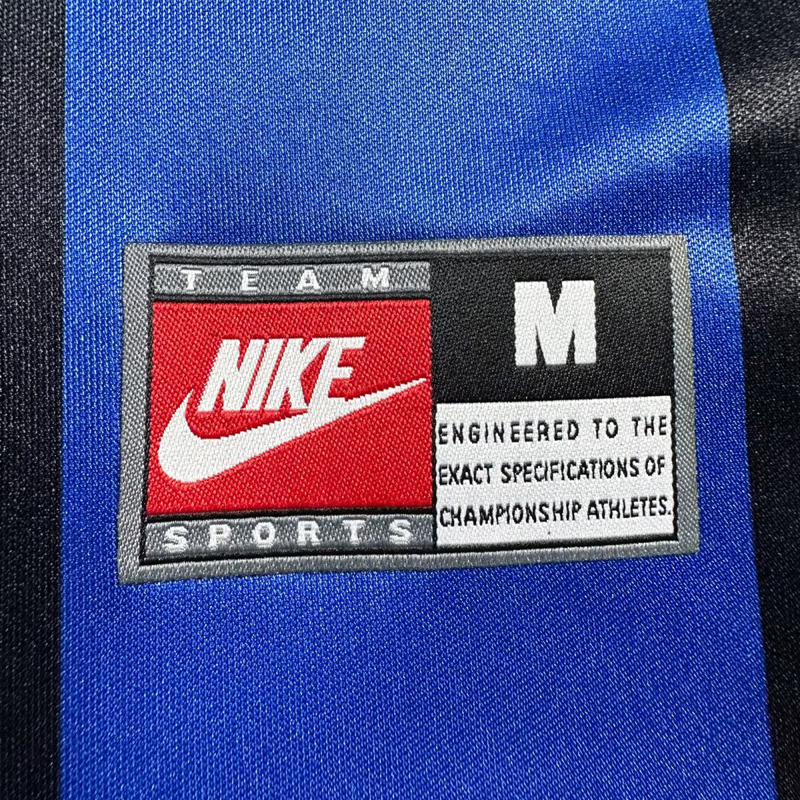 TEAM
NIKE
SPORTS
M
ENGINEERED TO THE
EXACT SPECIFICATIONS OF
CHAMPIONSHIP ATHLETES.